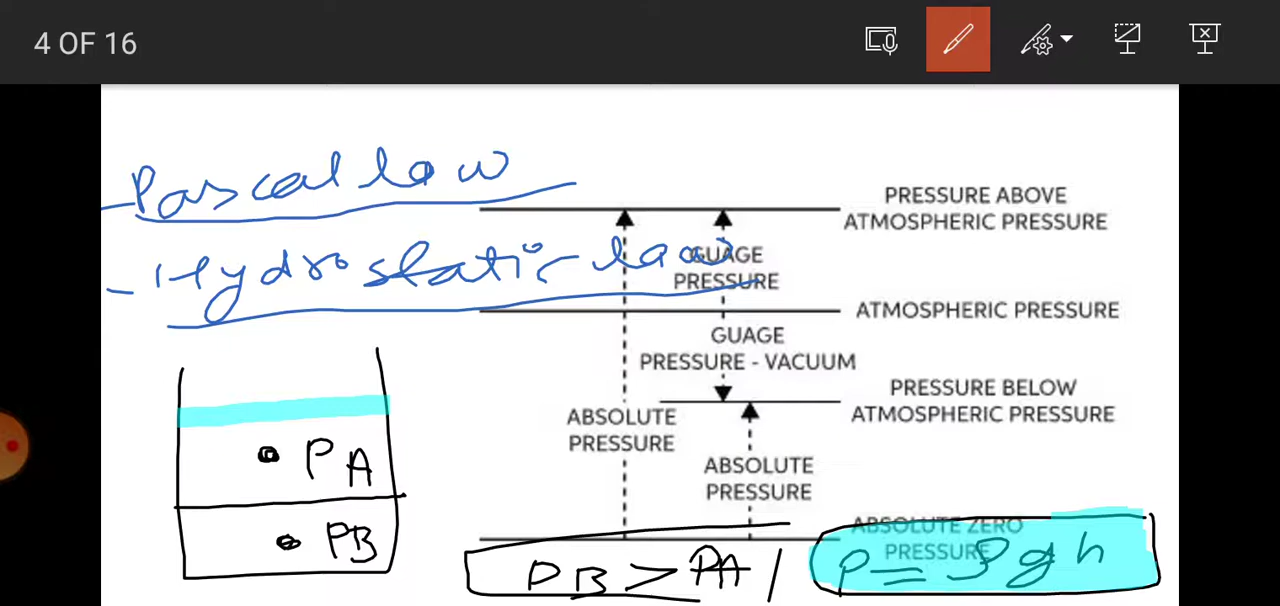 4 OF 16
Pascal law
PRESSURE ABOVE
ATMOSPHERIC PRESSURE
Hydrostatic law
GUAGE
PRESSURE
ATMOSPHERIC PRESSURE
GUAGE
PRESSURE - VACUUM
PRESSURE BELOW
ATMOSPHERIC PRESSURE
ABSOLUTE
PRESSURE
PA
ABSOLUTE
PRESSURE
PB
ABSOLUTE ZERO
PRESSURE
PB > PA
P = ρgh